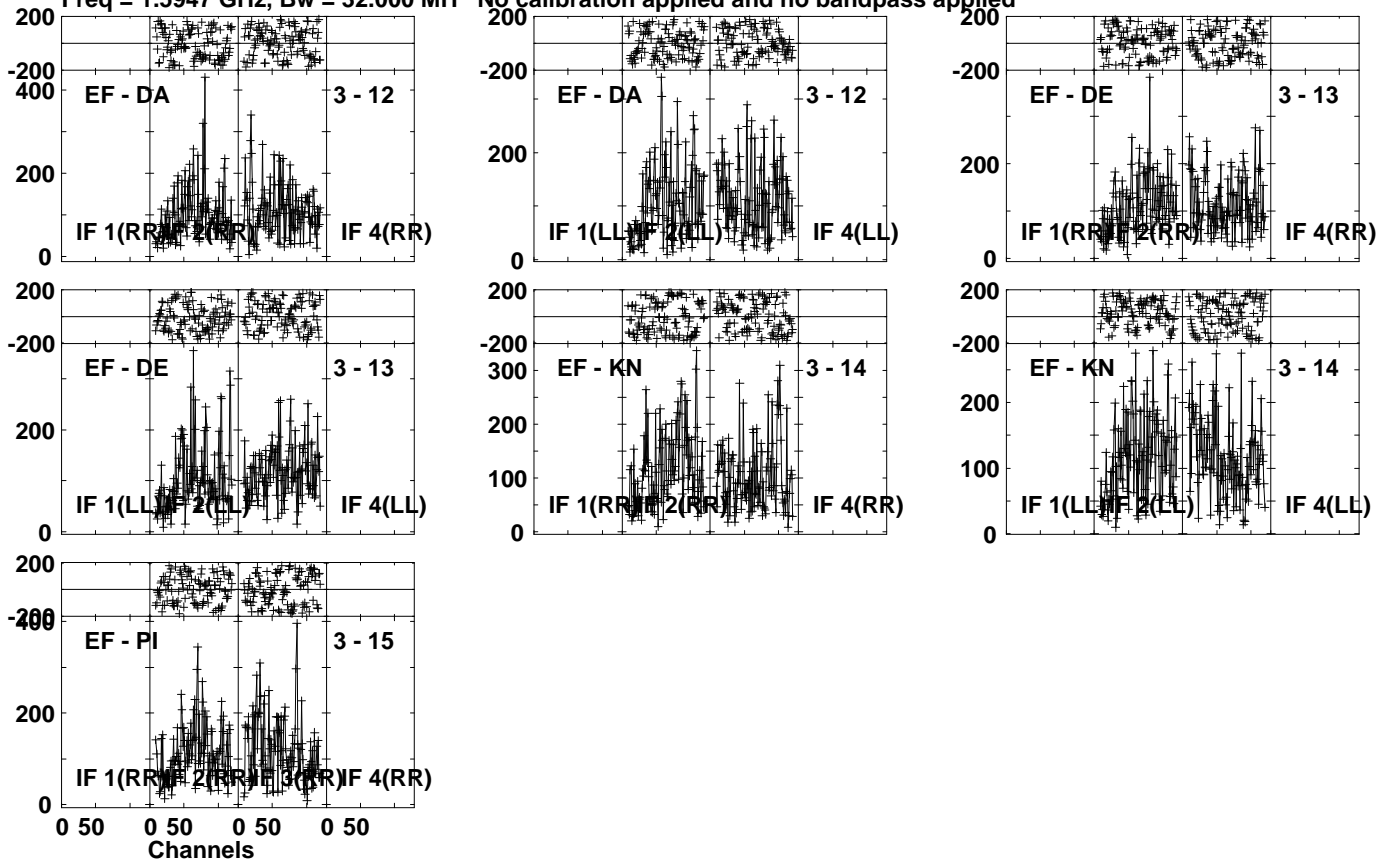 Freq = 1.5947 GHz, Bw = 32.000 MH No calibration applied and no bandpass applied
200
-200
400
200
0
EF - DA
3 - 12
IF 1(RR)
IF 2(RR)
IF 4(RR)
200
-200
200
0
EF - DA
3 - 12
IF 1(LL)
IF 2(LL)
IF 4(LL)
200
-200
200
0
EF - DE
3 - 13
IF 1(RR)
IF 2(RR)
IF 4(RR)
200
-200
200
0
EF - DE
3 - 13
IF 1(LL)
IF 2(LL)
IF 4(LL)
200
-200
300
200
100
0
EF - KN
3 - 14
IF 1(RR)
IF 2(RR)
IF 4(RR)
200
-200
200
100
0
EF - KN
3 - 14
IF 1(LL)
IF 2(LL)
IF 4(LL)
200
-200
400
200
0
EF - PI
3 - 15
IF 1(RR)
IF 2(RR)
IF 3(RR)
IF 4(RR)
0 50 0 50 0 50 0 50
Channels